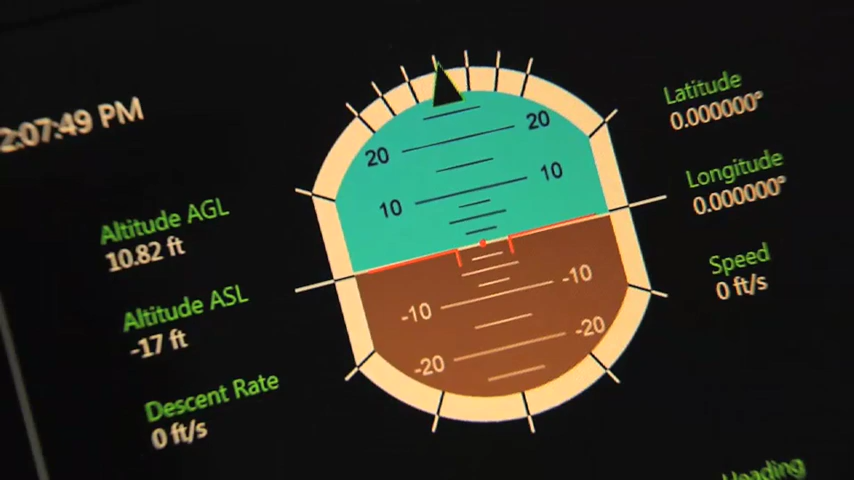 2:07:49 PM
Altitude AGL
10.82 ft
Altitude ASL
-17 ft
Descent Rate
0 ft/s
20 20
10 10
-10 -10
-20 -20
Latitude
0.000000°
Longitude
0.000000°
Speed
0 ft/s
Heading